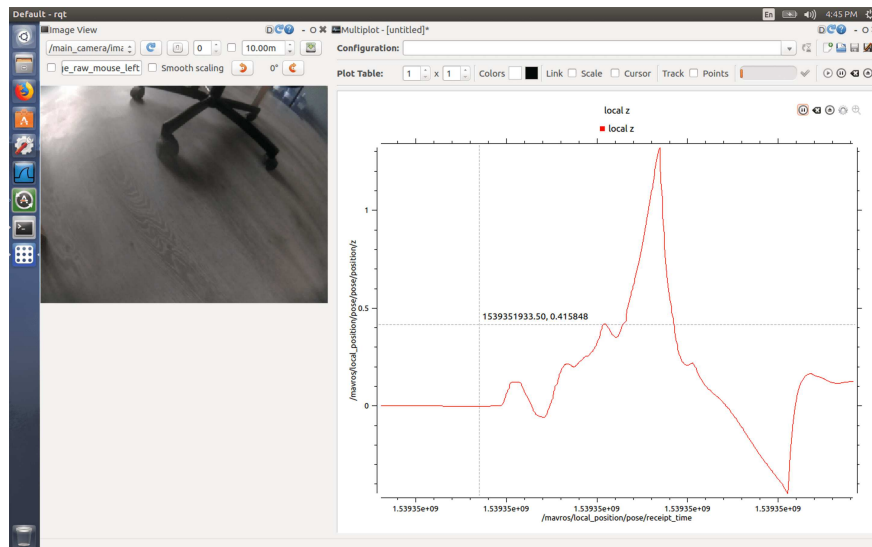 Default - rqt
En 4:45 PM
Image View
D C ? - O ✖
Multiplot - [untitled]*
D C ? - O
/main_camera/ima
0
10.00m
Configuration:
ge_raw_mouse_left
Smooth scaling
0°
Plot Table: 1 x 1 Colors Link Scale Cursor Track Points
local z
local z
1
0.5
0
1539351933.50, 0.415848
/mavros/local_position/pose/pose/position/z
1.53935e+09 1.53935e+09 1.53935e+09 1.53935e+09 1.53935e+09
/mavros/local_position/pose/receipt_time